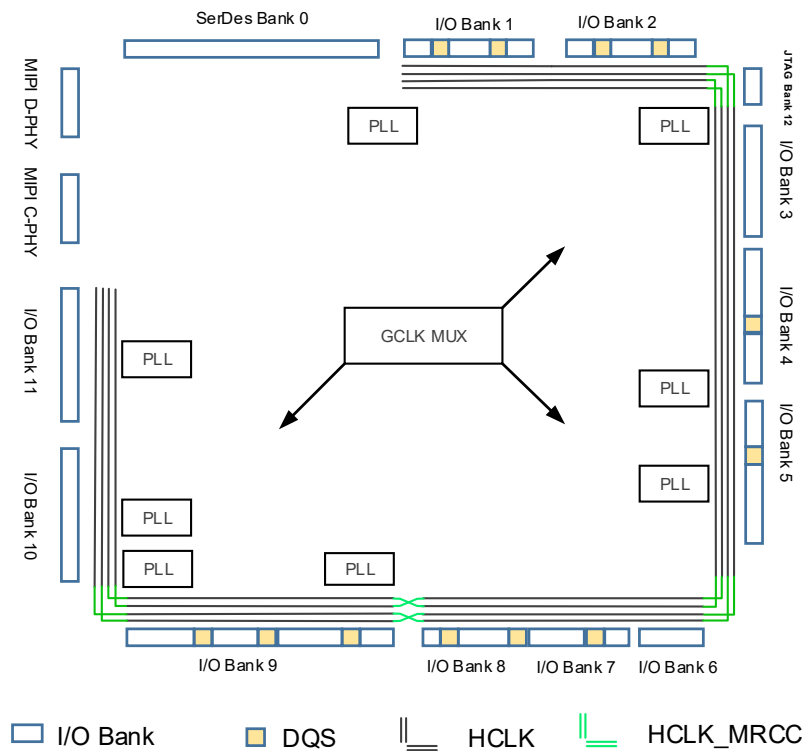 SerDes Bank 0
I/O Bank 1
I/O Bank 2
MIPI D-PHY
JTAG Bank 12
PLL
PLL
I/O Bank 3
MIPI C-PHY
GCLK MUX
I/O Bank 4
I/O Bank 11
PLL
PLL
I/O Bank 5
PLL
I/O Bank 10
PLL
PLL
PLL
I/O Bank 9
I/O Bank 8
I/O Bank 7
I/O Bank 6
I/O Bank
DQS
HCLK
HCLK_MRCC